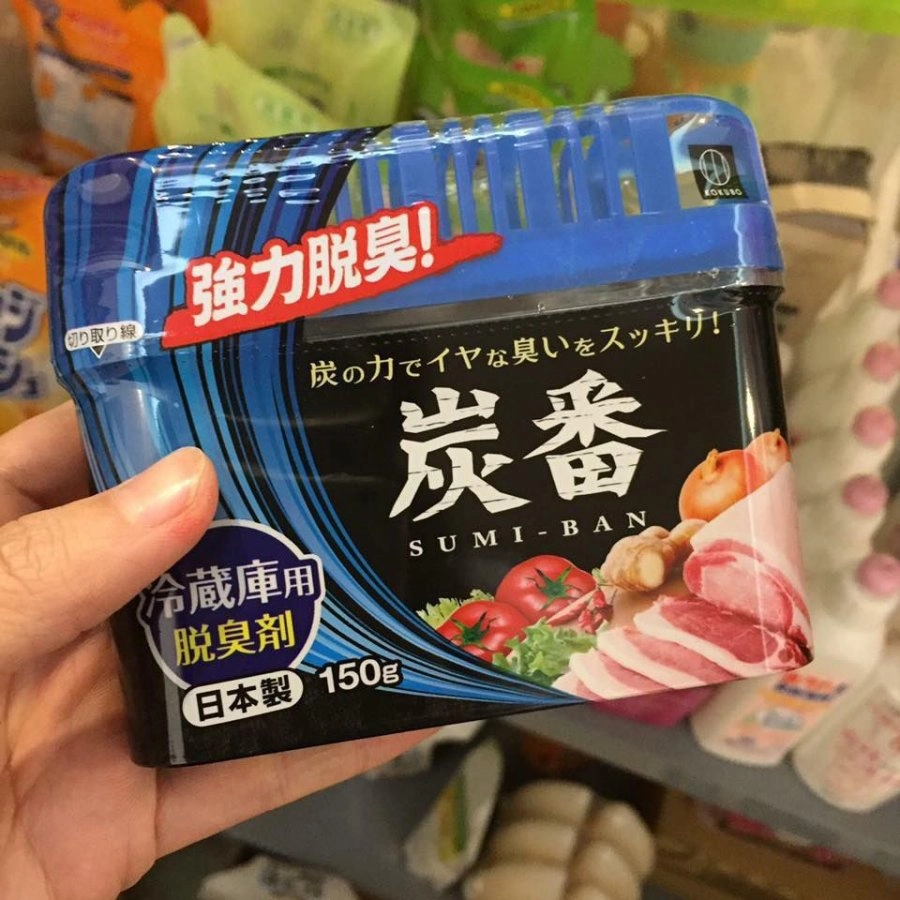 KOKUBO
強力脱臭!
切り取り線
炭の力でイヤな臭いをスッキリ!
炭番
SUMI-BAN
冷蔵庫用
脱臭剤
日本製
150g